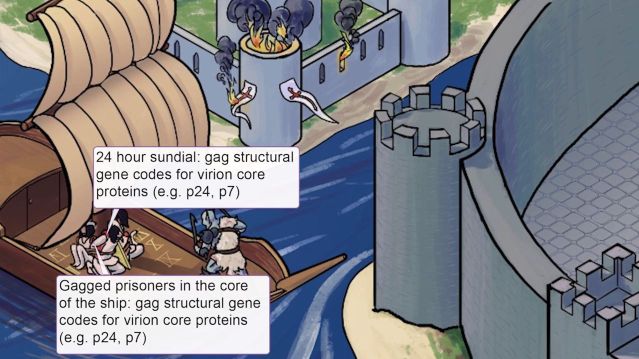 24 hour sundial: gag structural
gene codes for virion core
proteins (e.g. p24, p7)
Gagged prisoners in the core
of the ship: gag structural gene
codes for virion core proteins
(e.g. p24, p7)